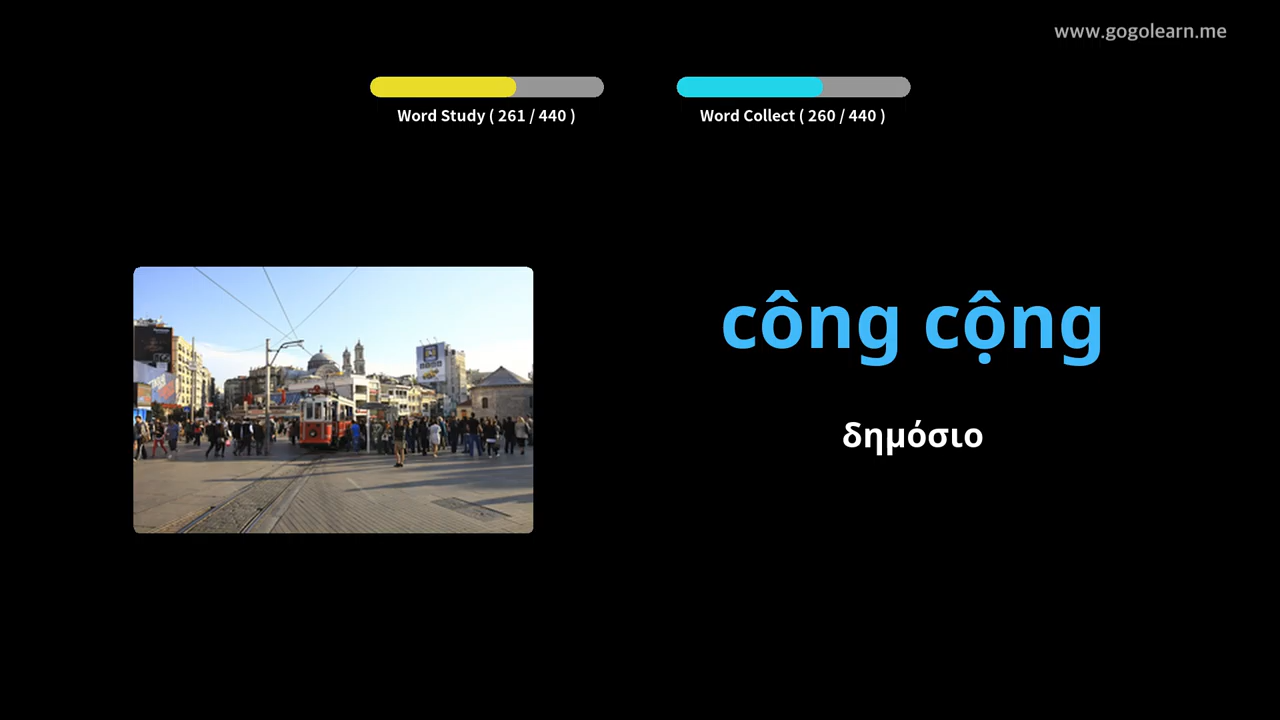 www.gogolearn.me
Word Study ( 261 / 440 )
Word Collect ( 260 / 440 )
công cộng
δημόσιο